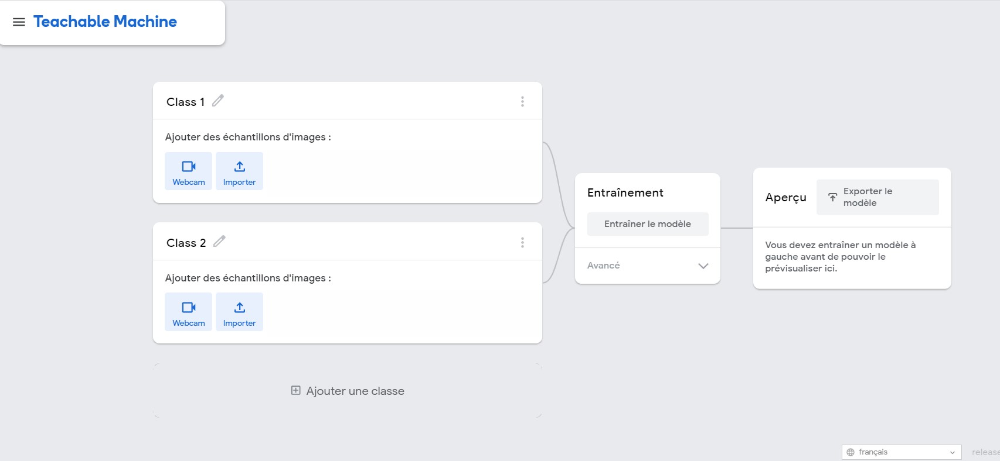 Teachable Machine
Class 1
Ajouter des échantillons d'images :
Webcam
Importer
Class 2
Ajouter des échantillons d'images :
Webcam
Importer
Ajouter une classe
Entraînement
Entraîner le modèle
Avancé
Aperçu
Exporter le
modèle
Vous devez entraîner un modèle à
gauche avant de pouvoir le
prévisualiser ici.
français
release